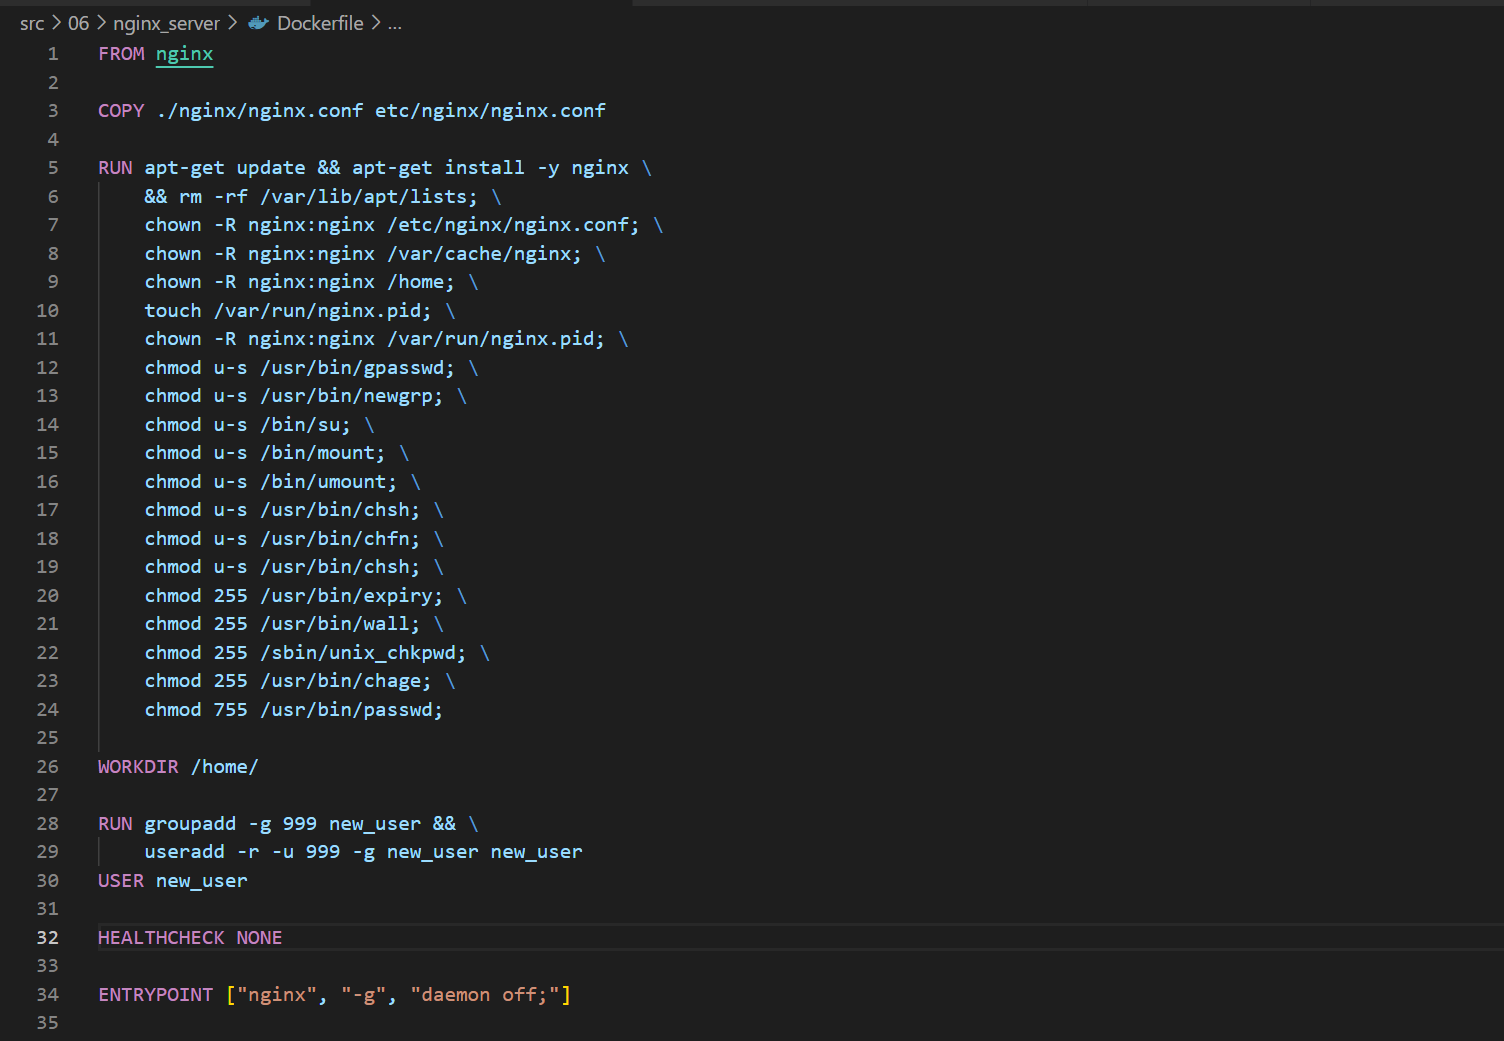 src > 06 > nginx_server > Dockerfile > ...
1 FROM nginx
2
3 COPY ./nginx/nginx.conf etc/nginx/nginx.conf
4
5 RUN apt-get update && apt-get install -y nginx \
6 && rm -rf /var/lib/apt/lists; \
7 chown -R nginx:nginx /etc/nginx/nginx.conf; \
8 chown -R nginx:nginx /var/cache/nginx; \
9 chown -R nginx:nginx /home; \
10 touch /var/run/nginx.pid; \
11 chown -R nginx:nginx /var/run/nginx.pid; \
12 chmod u-s /usr/bin/gpasswd; \
13 chmod u-s /usr/bin/newgrp; \
14 chmod u-s /bin/su; \
15 chmod u-s /bin/mount; \
16 chmod u-s /bin/umount; \
17 chmod u-s /usr/bin/chsh; \
18 chmod u-s /usr/bin/chfn; \
19 chmod u-s /usr/bin/chsh; \
20 chmod 255 /usr/bin/expiry; \
21 chmod 255 /usr/bin/wall; \
22 chmod 255 /sbin/unix_chkpwd; \
23 chmod 255 /usr/bin/chage; \
24 chmod 755 /usr/bin/passwd;
25
26 WORKDIR /home/
27
28 RUN groupadd -g 999 new_user && \
29 useradd -r -u 999 -g new_user new_user
30 USER new_user
31
32 HEALTHCHECK NONE
33
34 ENTRYPOINT ["nginx", "-g", "daemon off;"]
35